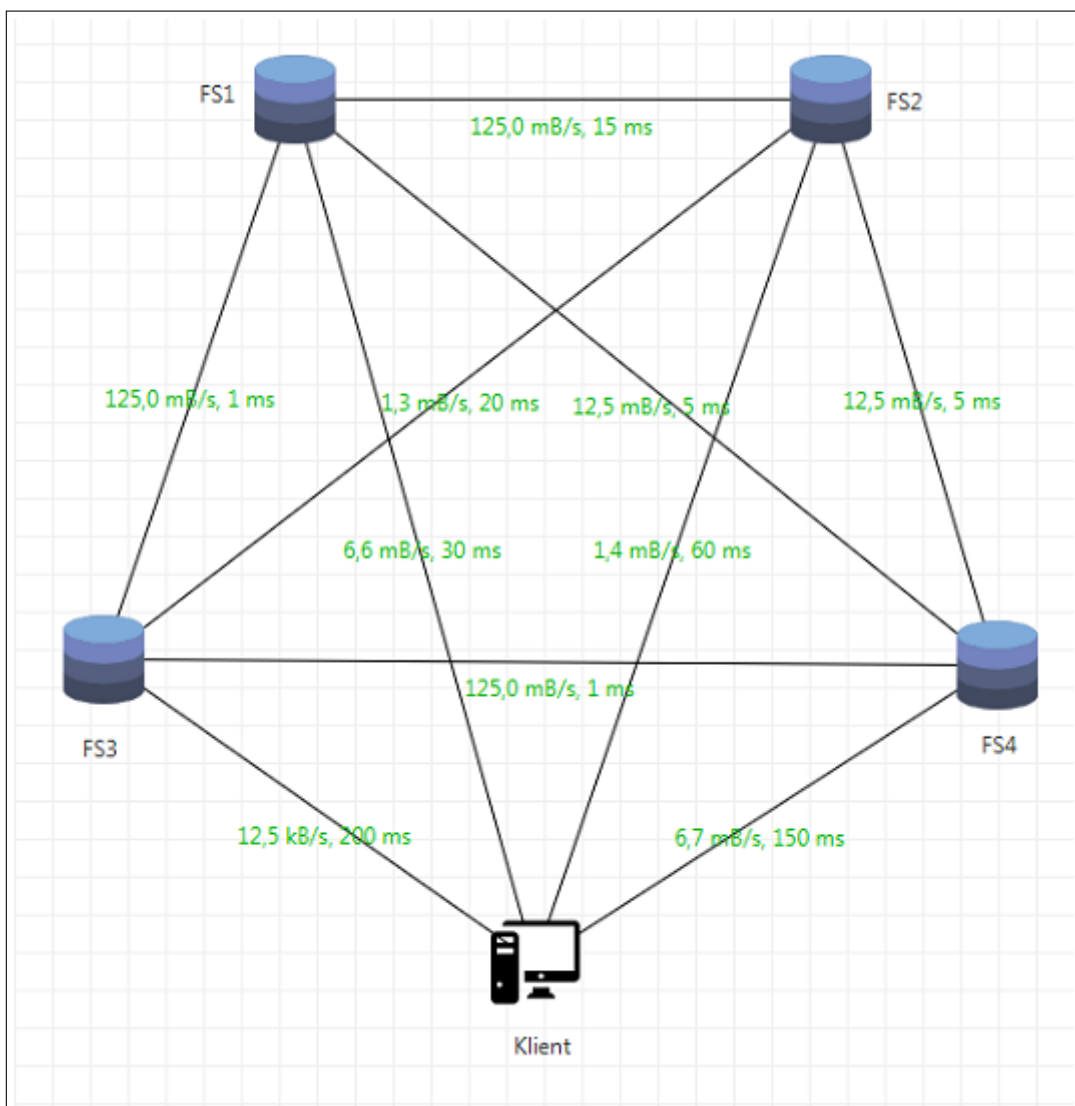 FS1
FS2
125,0 mB/s, 15 ms
125,0 mB/s, 1 ms
1,3 mB/s, 20 ms
12,5 mB/s, 5 ms
12,5 mB/s, 5 ms
6,6 mB/s, 30 ms
1,4 mB/s, 60 ms
125,0 mB/s, 1 ms
FS3
FS4
12,5 kB/s, 200 ms
6,7 mB/s, 150 ms
Klient